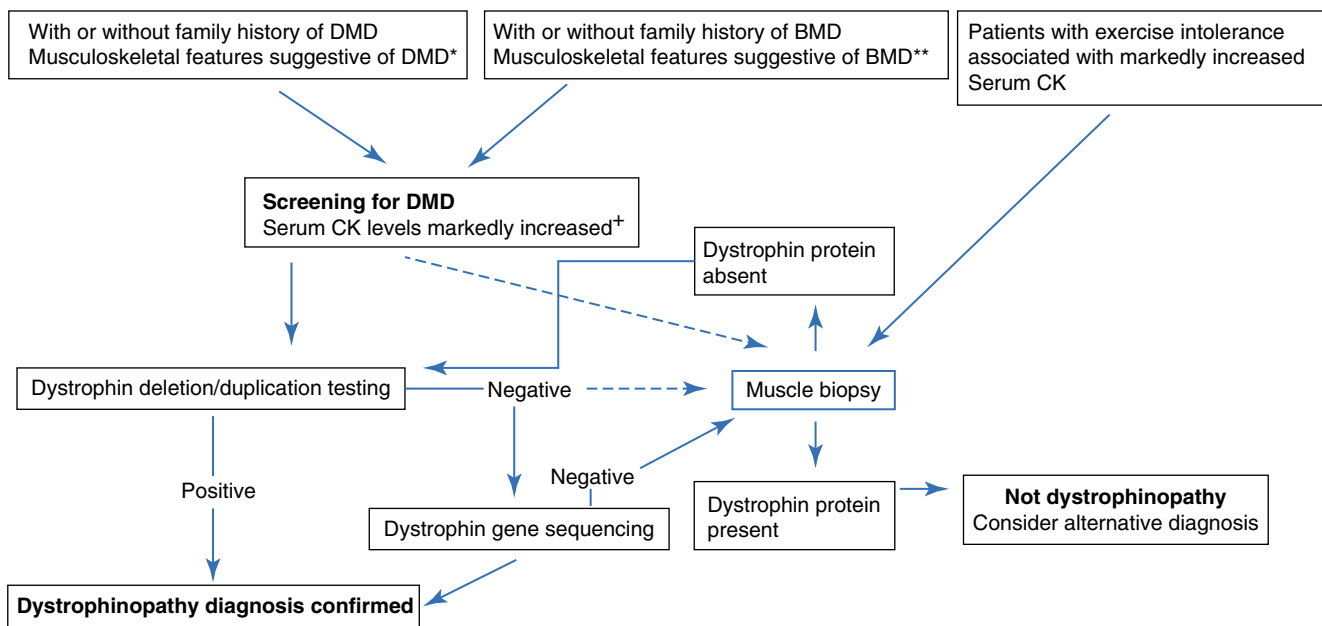 With or without family history of DMD
Musculoskeletal features suggestive of DMD*
With or without family history of BMD
Musculoskeletal features suggestive of BMD**
Patients with exercise intolerance
associated with markedly increased
Serum CK
Screening for DMD
Serum CK levels markedly increased+
Dystrophin protein
absent
Dystrophin deletion/duplication testing
Negative
Muscle biopsy
Positive
Negative
Dystrophin gene sequencing
Dystrophin protein
present
Not dystrophinopathy
Consider alternative diagnosis
Dystrophinopathy diagnosis confirmed